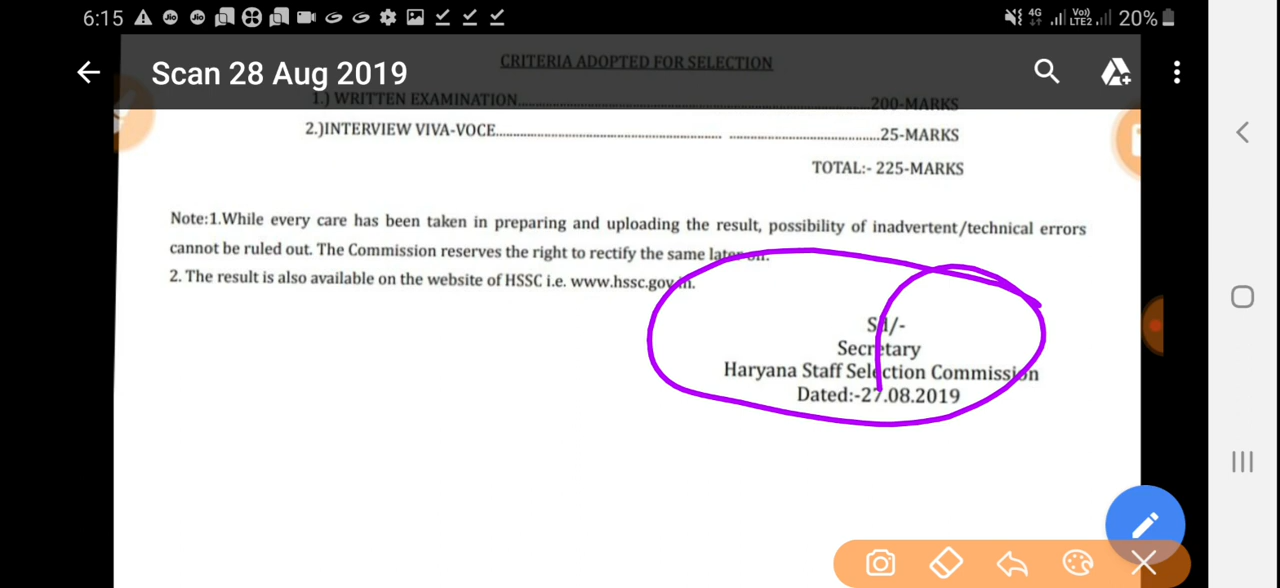 6:15
4G
Vo))
LTE2
20%
Scan 28 Aug 2019
CRITERIA ADOPTED FOR SELECTION
1.) WRITTEN EXAMINATION..........................................................................200-MARKS
2.)INTERVIEW VIVA-VOCE.......................................................... ......................................25-MARKS
TOTAL:- 225-MARKS
Note:1.While every care has been taken in preparing and uploading the result, possibility of inadvertent/technical errors
cannot be ruled out. The Commission reserves the right to rectify the same later on.
2. The result is also available on the website of HSSC i.e. www.hssc.gov.in.
Sd/-
Secretary
Haryana Staff Selection Commission
Dated:-27.08.2019